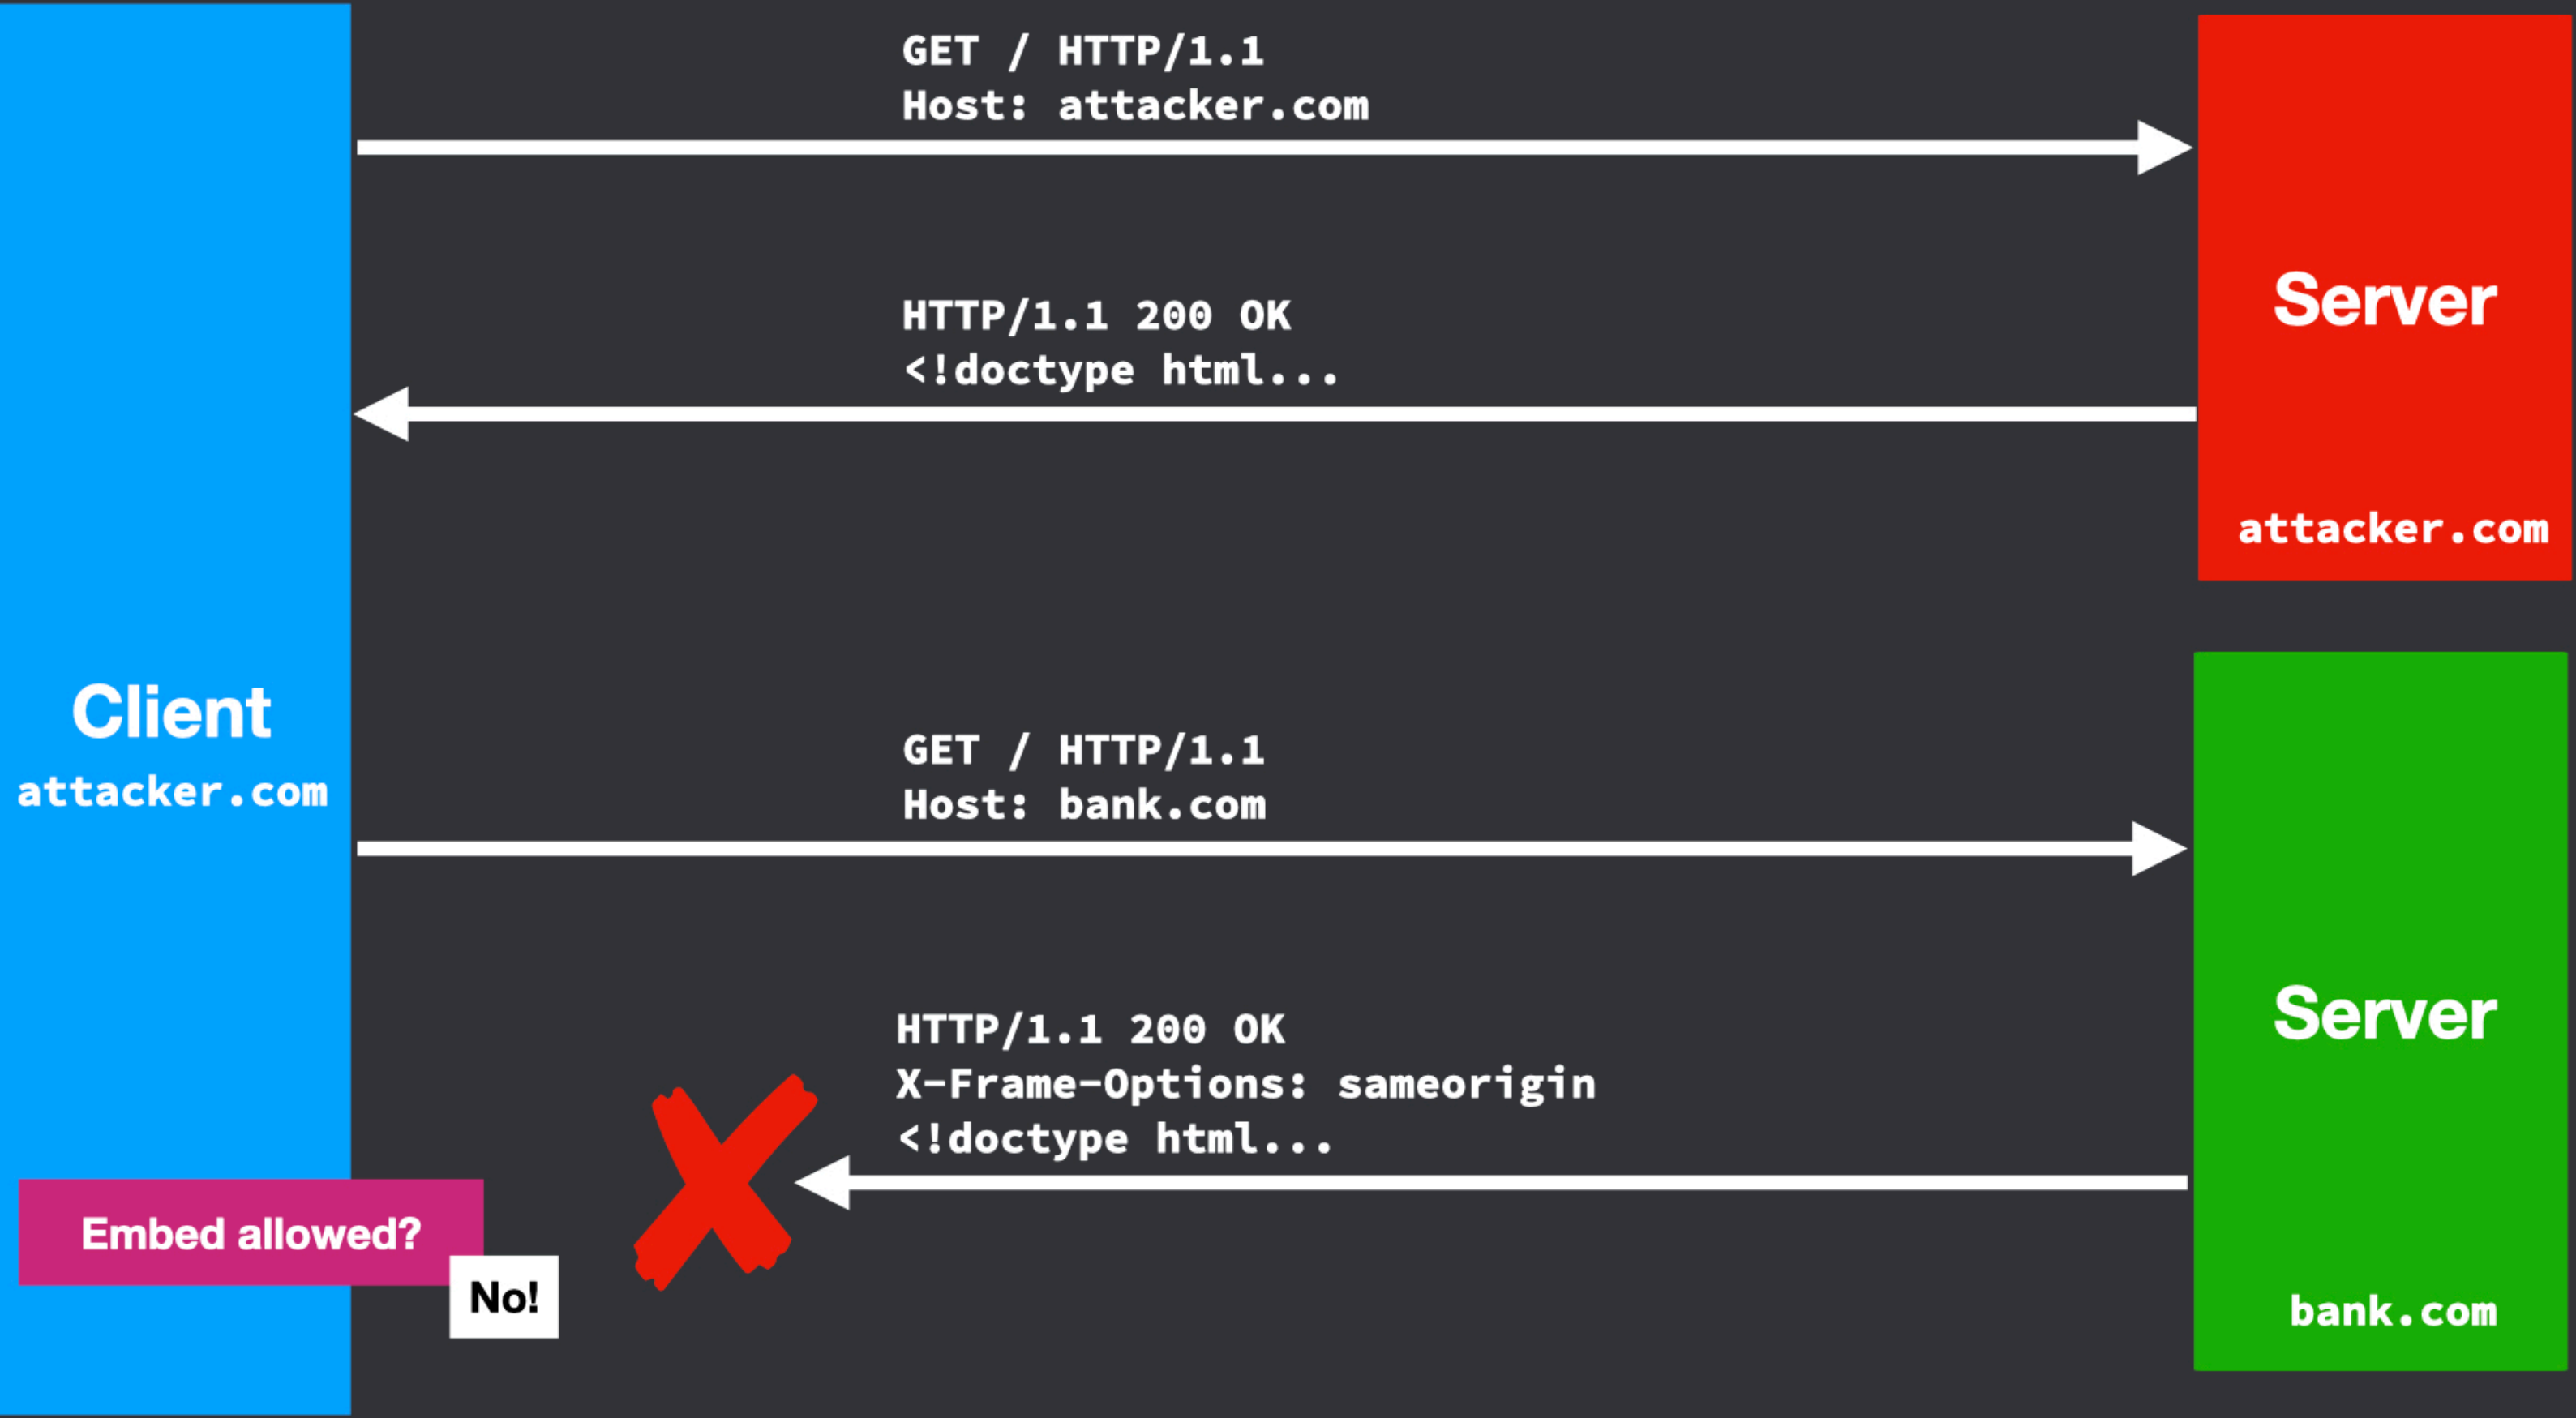 GET / HTTP/1.1
Host: attacker.com
HTTP/1.1 200 OK
<!doctype html...
Server
attacker.com
Client
attacker.com
GET / HTTP/1.1
Host: bank.com
HTTP/1.1 200 OK
X-Frame-Options: sameorigin
<!doctype html...
Server
bank.com
Embed allowed?
No!